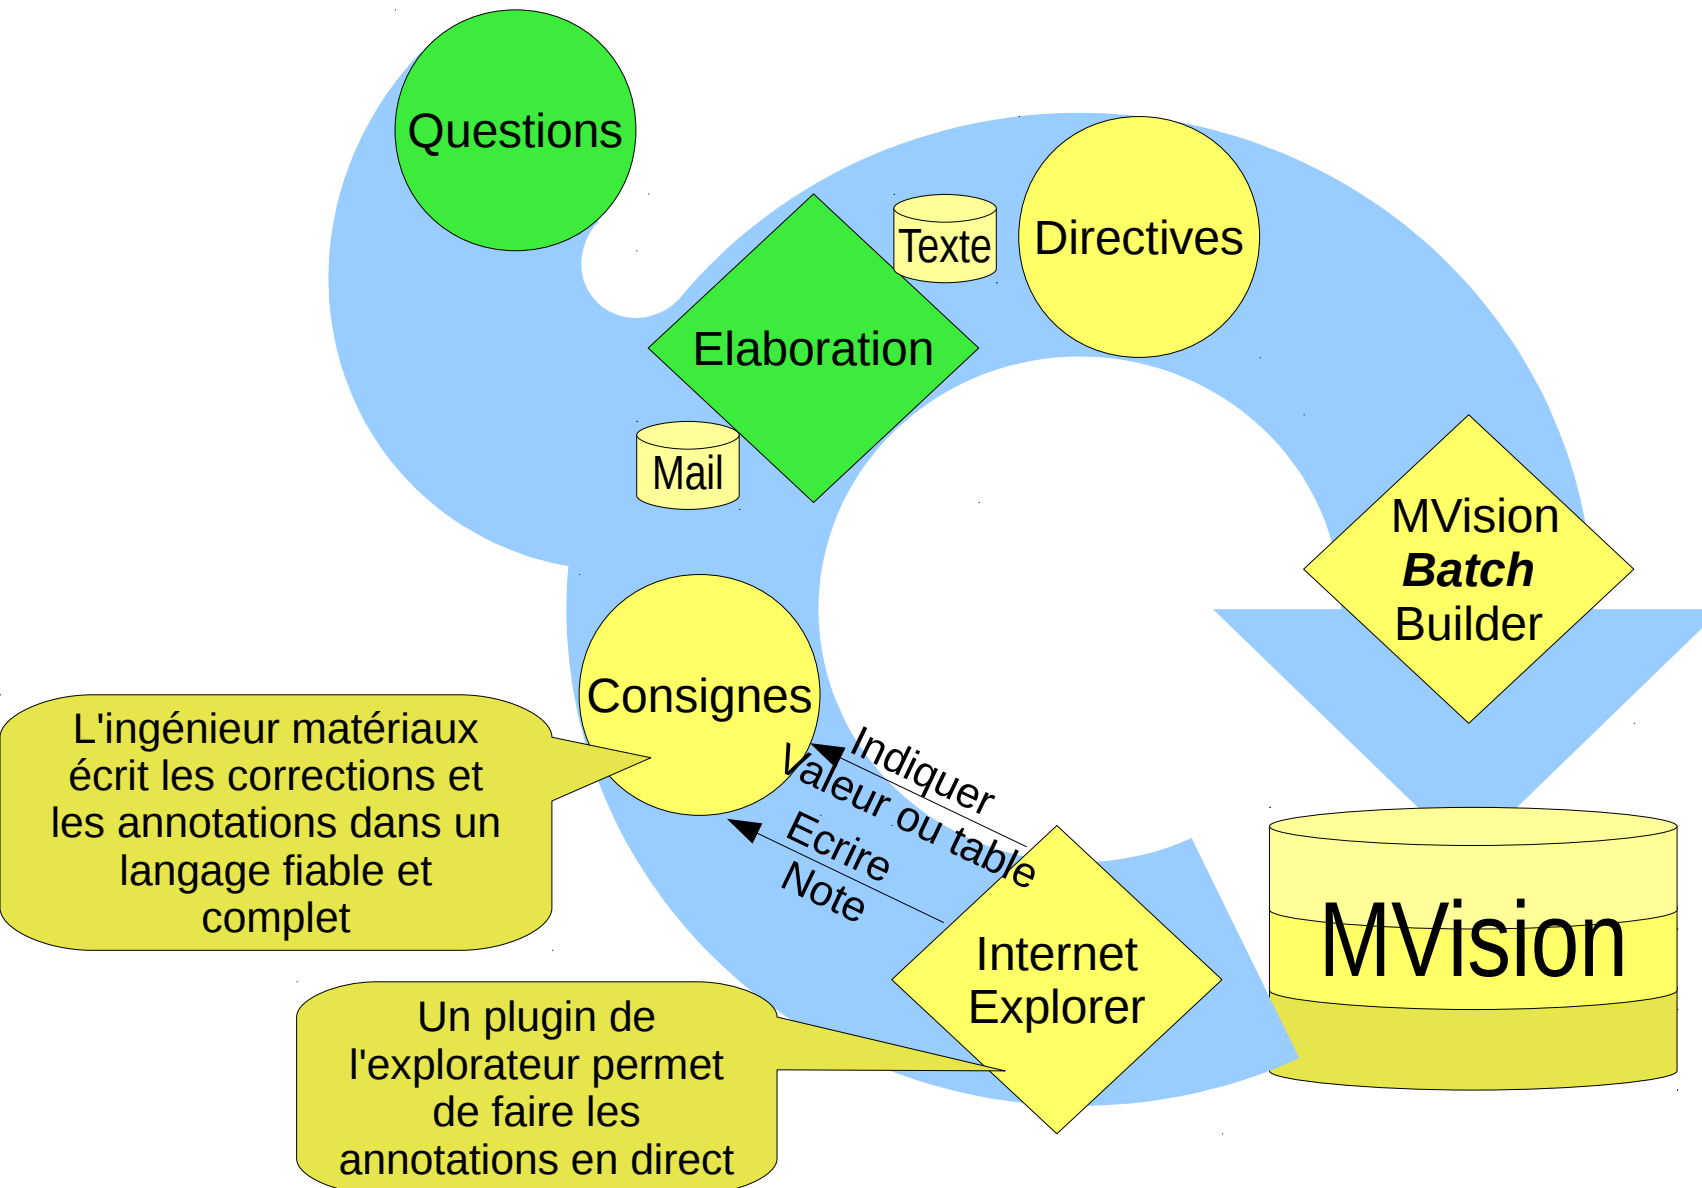 Questions
Texte
Directives
Elaboration
Mail
MVision
Batch
Builder
Consignes
L'ingénieur matériaux
écrit les corrections et
les annotations dans un
langage fiable et
complet
Indiquer
Valeur ou table
Ecrire
Note
Internet
Explorer
MVision
Un plugin de
l'explorateur permet
de faire les
annotations en direct